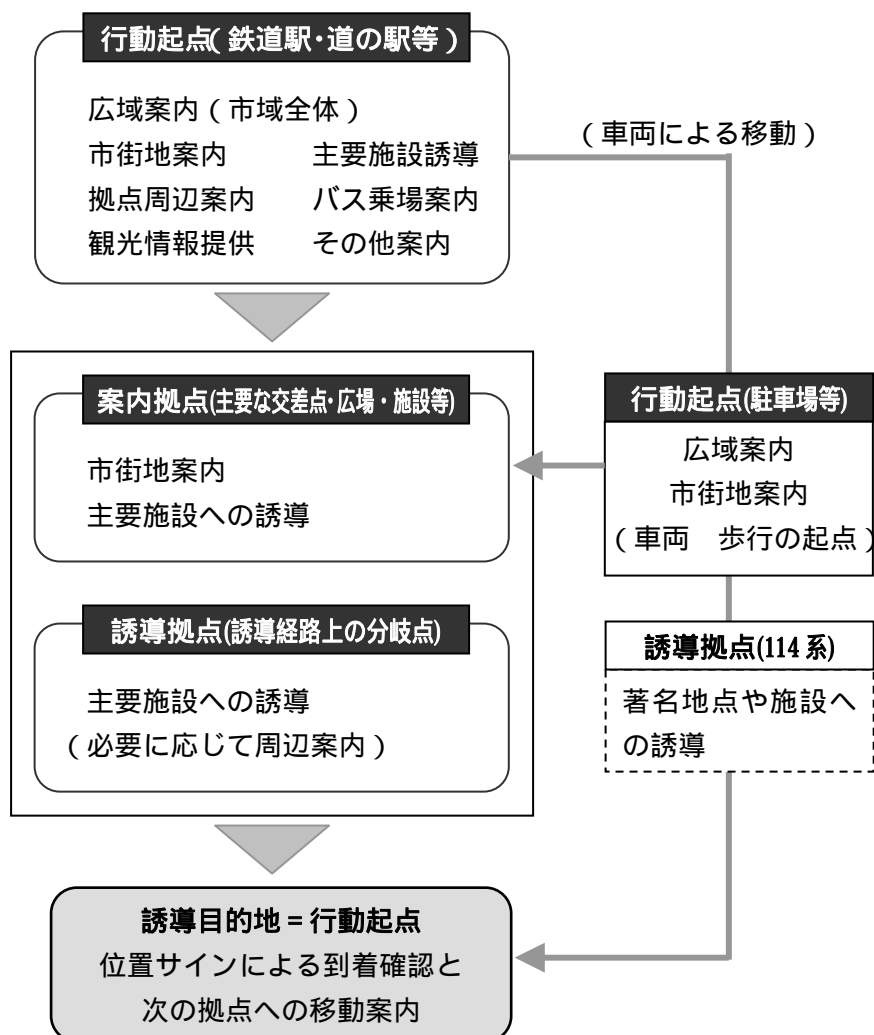 行動起点(鉄道駅・道の駅等)
広域案内(市域全体)
市街地案内　主要施設誘導
拠点周辺案内　バス乗場案内
観光情報提供　その他案内
(車両による移動)
案内拠点(主要な交差点・広場・施設等)
市街地案内
主要施設への誘導
行動起点(駐車場等)
広域案内
市街地案内
(車両　歩行の起点)
誘導拠点(誘導経路上の分岐点)
主要施設への誘導
(必要に応じて周辺案内)
誘導拠点(114系)
著名地点や施設へ
の誘導
誘導目的地=行動起点
位置サインによる到着確認と
次の拠点への移動案内